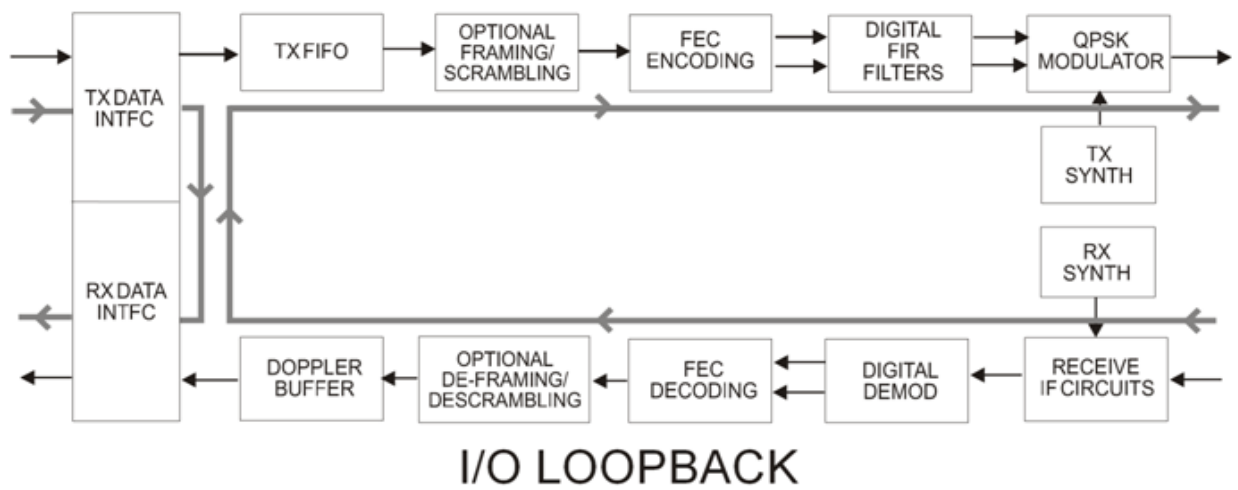 TX DATA
INTFC
TX FIFO
OPTIONAL
FRAMING/
SCRAMBLING
FEC
ENCODING
DIGITAL
FIR
FILTERS
QPSK
MODULATOR
TX
SYNTH
RX
SYNTH
RX DATA
INTFC
DOPPLER
BUFFER
OPTIONAL
DE-FRAMING/
DESCRAMBLING
FEC
DECODING
DIGITAL
DEMOD
RECEIVE
IF CIRCUITS
I/O LOOPBACK